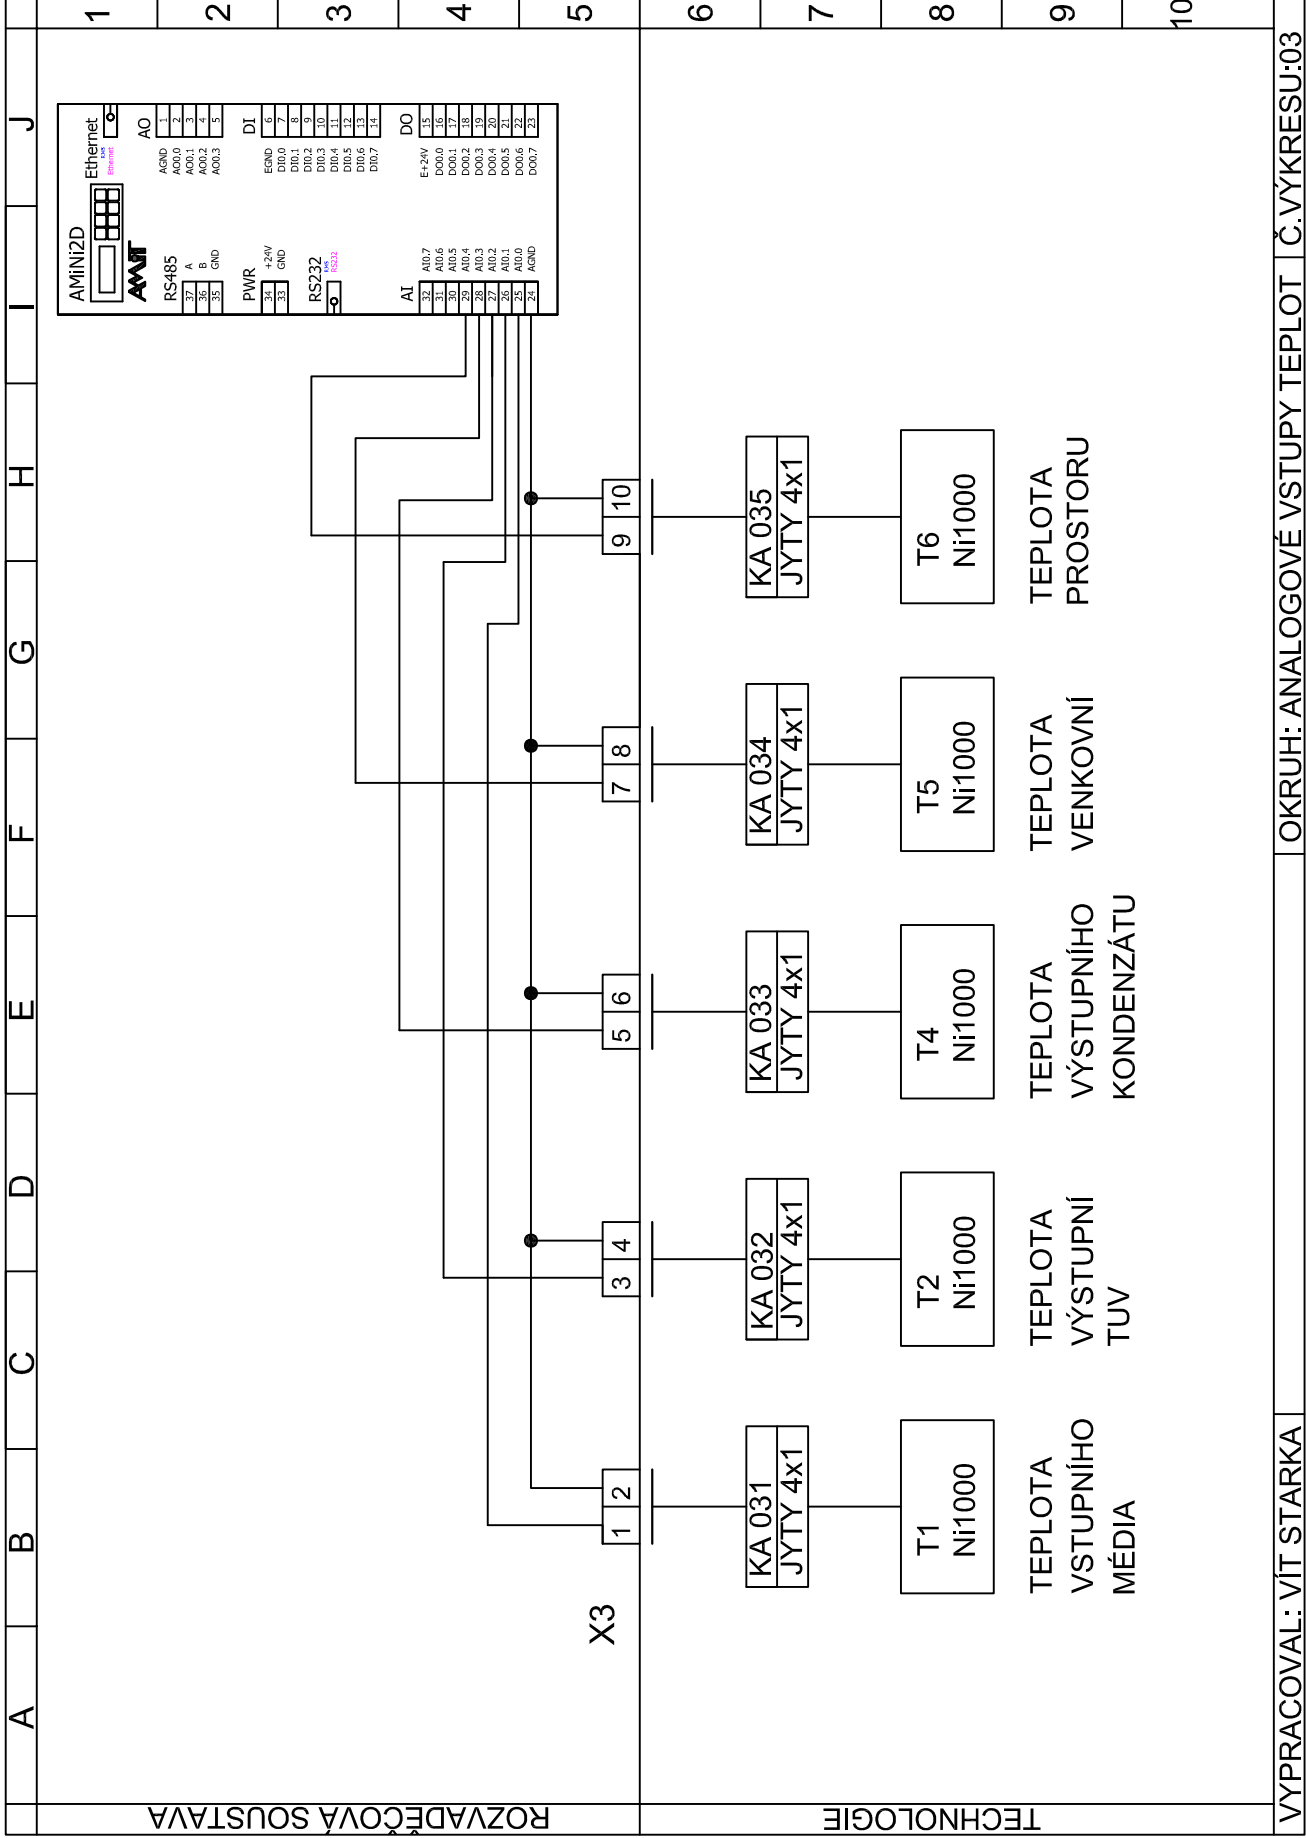 A
B
C
D
E
F
G
H
I
J
1
2
3
4
5
6
7
8
9
10
ROZVADĚČOVÁ SOUSTAVA
TECHNOLOGIE
AMiNi2D
Ethernet
EMS
Ethernet
AMiT
RS485
37 A
36 B
35 GND
PWR
34 +24V
33 GND
RS232
EMS
RS232
AI
32 AI0.7
31 AI0.6
30 AI0.5
29 AI0.4
28 AI0.3
27 AI0.2
26 AI0.1
25 AI0.0
24 AGND
AO
AGND 1
AO0.0 2
AO0.1 3
AO0.2 4
AO0.3 5
DI
EGND 6
DI0.0 7
DI0.1 8
DI0.2 9
DI0.3 10
DI0.4 11
DI0.5 12
DI0.6 13
DI0.7 14
DO
E+24V 15
DO0.0 16
DO0.1 17
DO0.2 18
DO0.3 19
DO0.4 20
DO0.5 21
DO0.6 22
DO0.7 23
X3
1 2
3 4
5 6
7 8
9 10
KA 031
JYTY 4x1
T1
Ni1000
TEPLOTA
VSTUPNÍHO
MÉDIA
KA 032
JYTY 4x1
T2
Ni1000
TEPLOTA
VÝSTUPNÍ
TUV
KA 033
JYTY 4x1
T4
Ni1000
TEPLOTA
VÝSTUPNÍHO
KONDENZÁTU
KA 034
JYTY 4x1
T5
Ni1000
TEPLOTA
VENKOVNÍ
KA 035
JYTY 4x1
T6
Ni1000
TEPLOTA
PROSTORU
VYPRACOVAL: VÍT STARKA
OKRUH: ANALOGOVÉ VSTUPY TEPLOT
Č.VÝKRESU:03